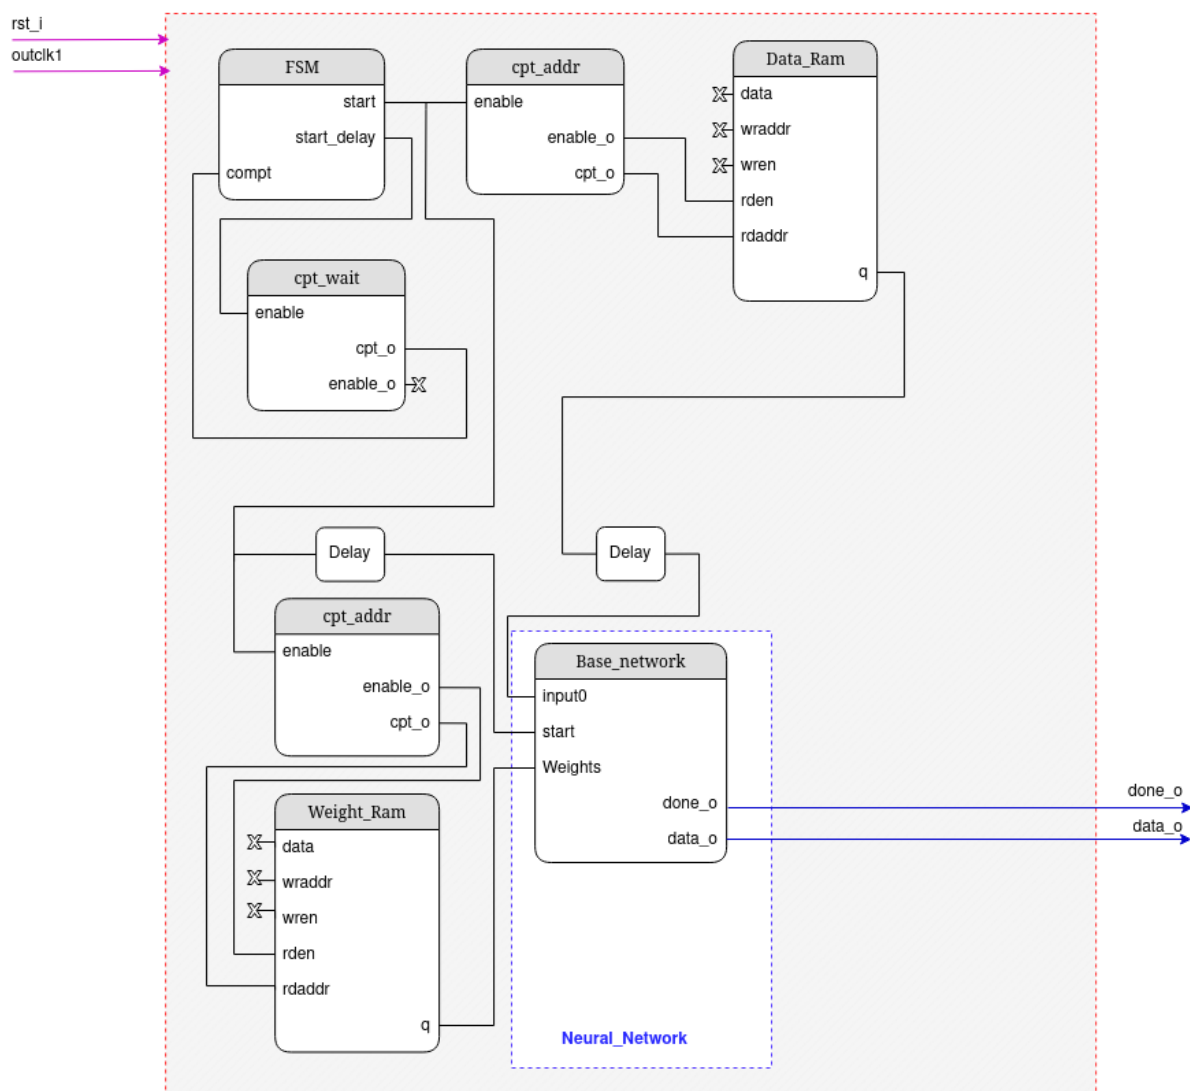 rst_i
outclk1
FSM
start
start_delay
compt
cpt_addr
enable
enable_o
cpt_o
Data_Ram
data
wraddr
wren
rden
rdaddr
q
cpt_wait
enable
cpt_o
enable_o
Delay
Delay
cpt_addr
enable
enable_o
cpt_o
Base_network
input0
start
Weights
done_o
data_o
done_o
data_o
Weight_Ram
data
wraddr
wren
rden
rdaddr
q
Neural_Network